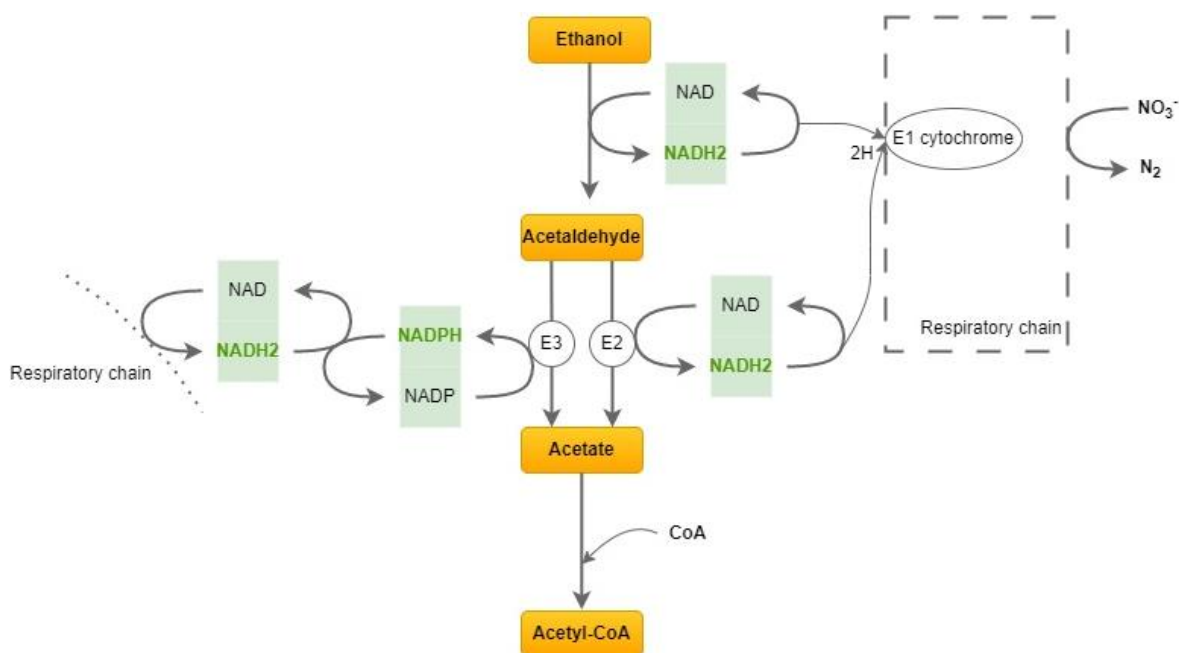 Ethanol
NAD
NADH2
2H
E1 cytochrome
NO₃⁻
N₂
Acetaldehyde
NAD
NADH2
Respiratory chain
NADPH
NADP
E3
E2
NAD
NADH2
Respiratory chain
Acetate
CoA
Acetyl-CoA